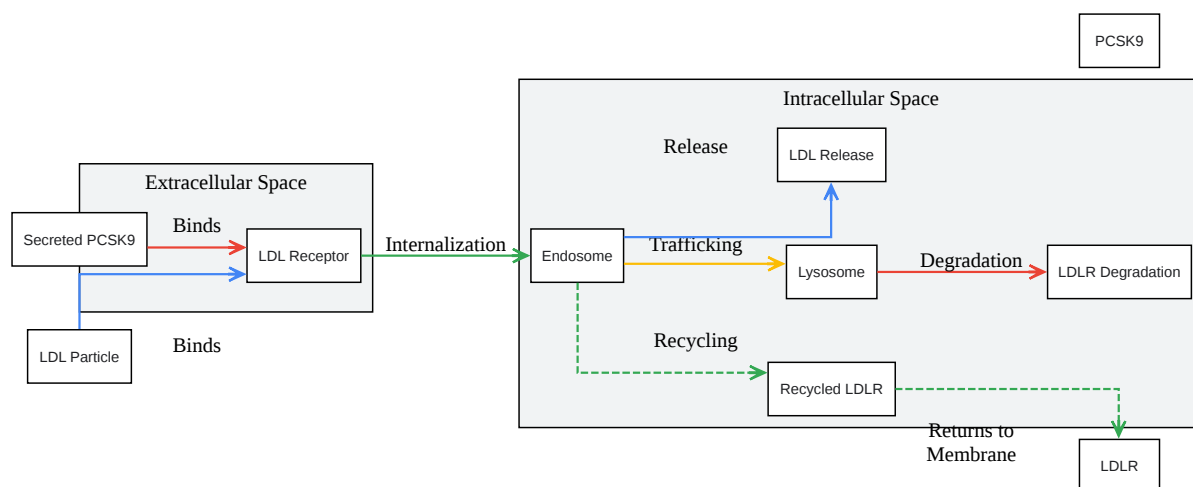 PCSK9
Intracellular Space
Release
LDL Release
Extracellular Space
Secreted PCSK9
Binds
LDL Receptor
Internalization
Endosome
Trafficking
Lysosome
Degradation
LDLR Degradation
LDL Particle
Binds
Recycling
Recycled LDLR
Returns to
Membrane
LDLR